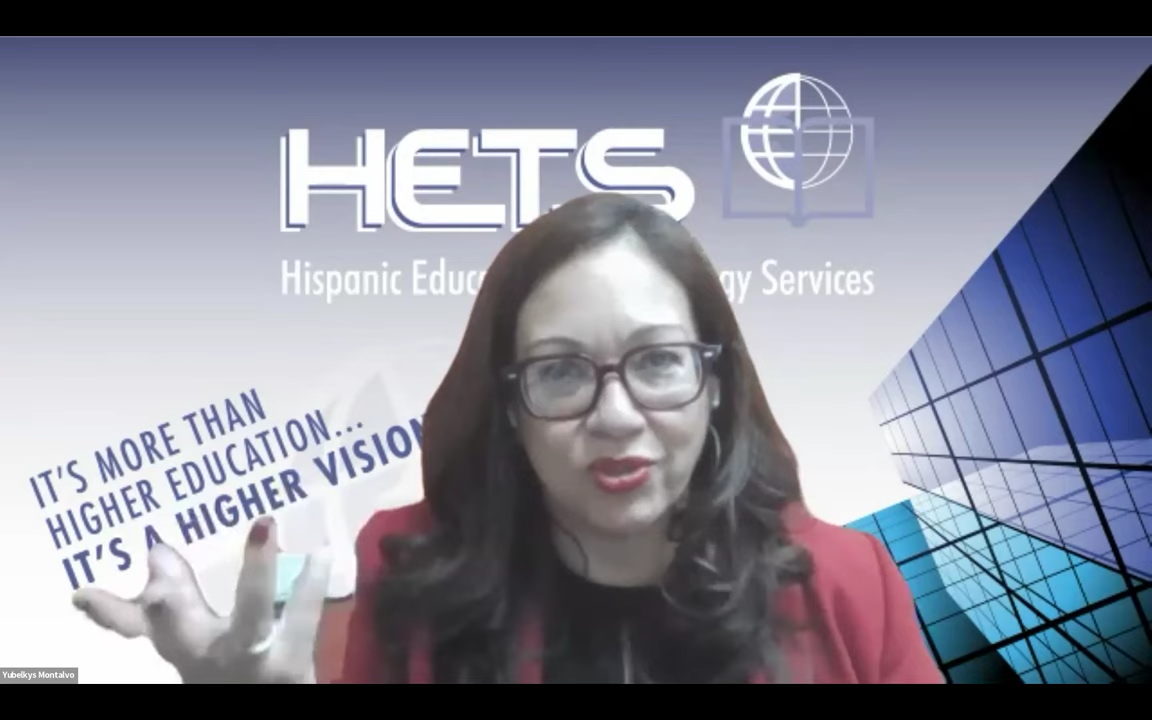 HETS
Hispanic Educ gy Services
IT'S MORE THAN
HIGHER EDUCATION...
IT'S A HIGHER VISION
Yubelkys Montalvo